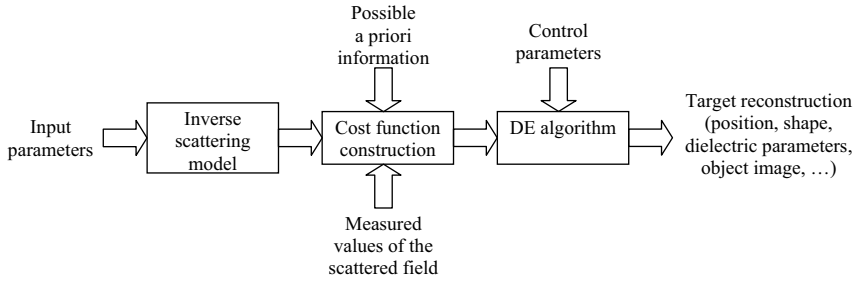 Possible
a priori
information
Control
parameters
Input
parameters
Inverse
scattering
model
Cost function
construction
DE algorithm
Target reconstruction
(position, shape,
dielectric parameters,
object image, …)
Measured
values of the
scattered field